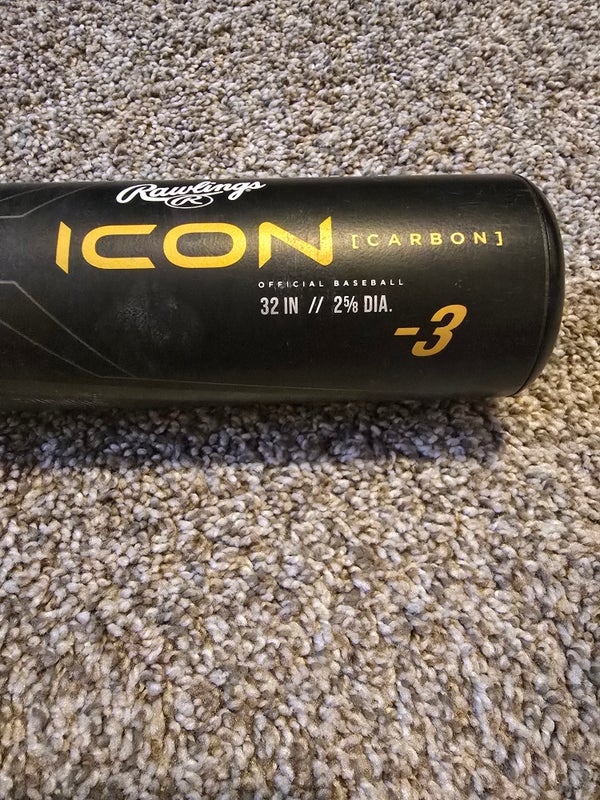 Rawlings
R
ICON [CARBON]
OFFICIAL BASEBALL
32 IN // 2⅝ DIA.
-3